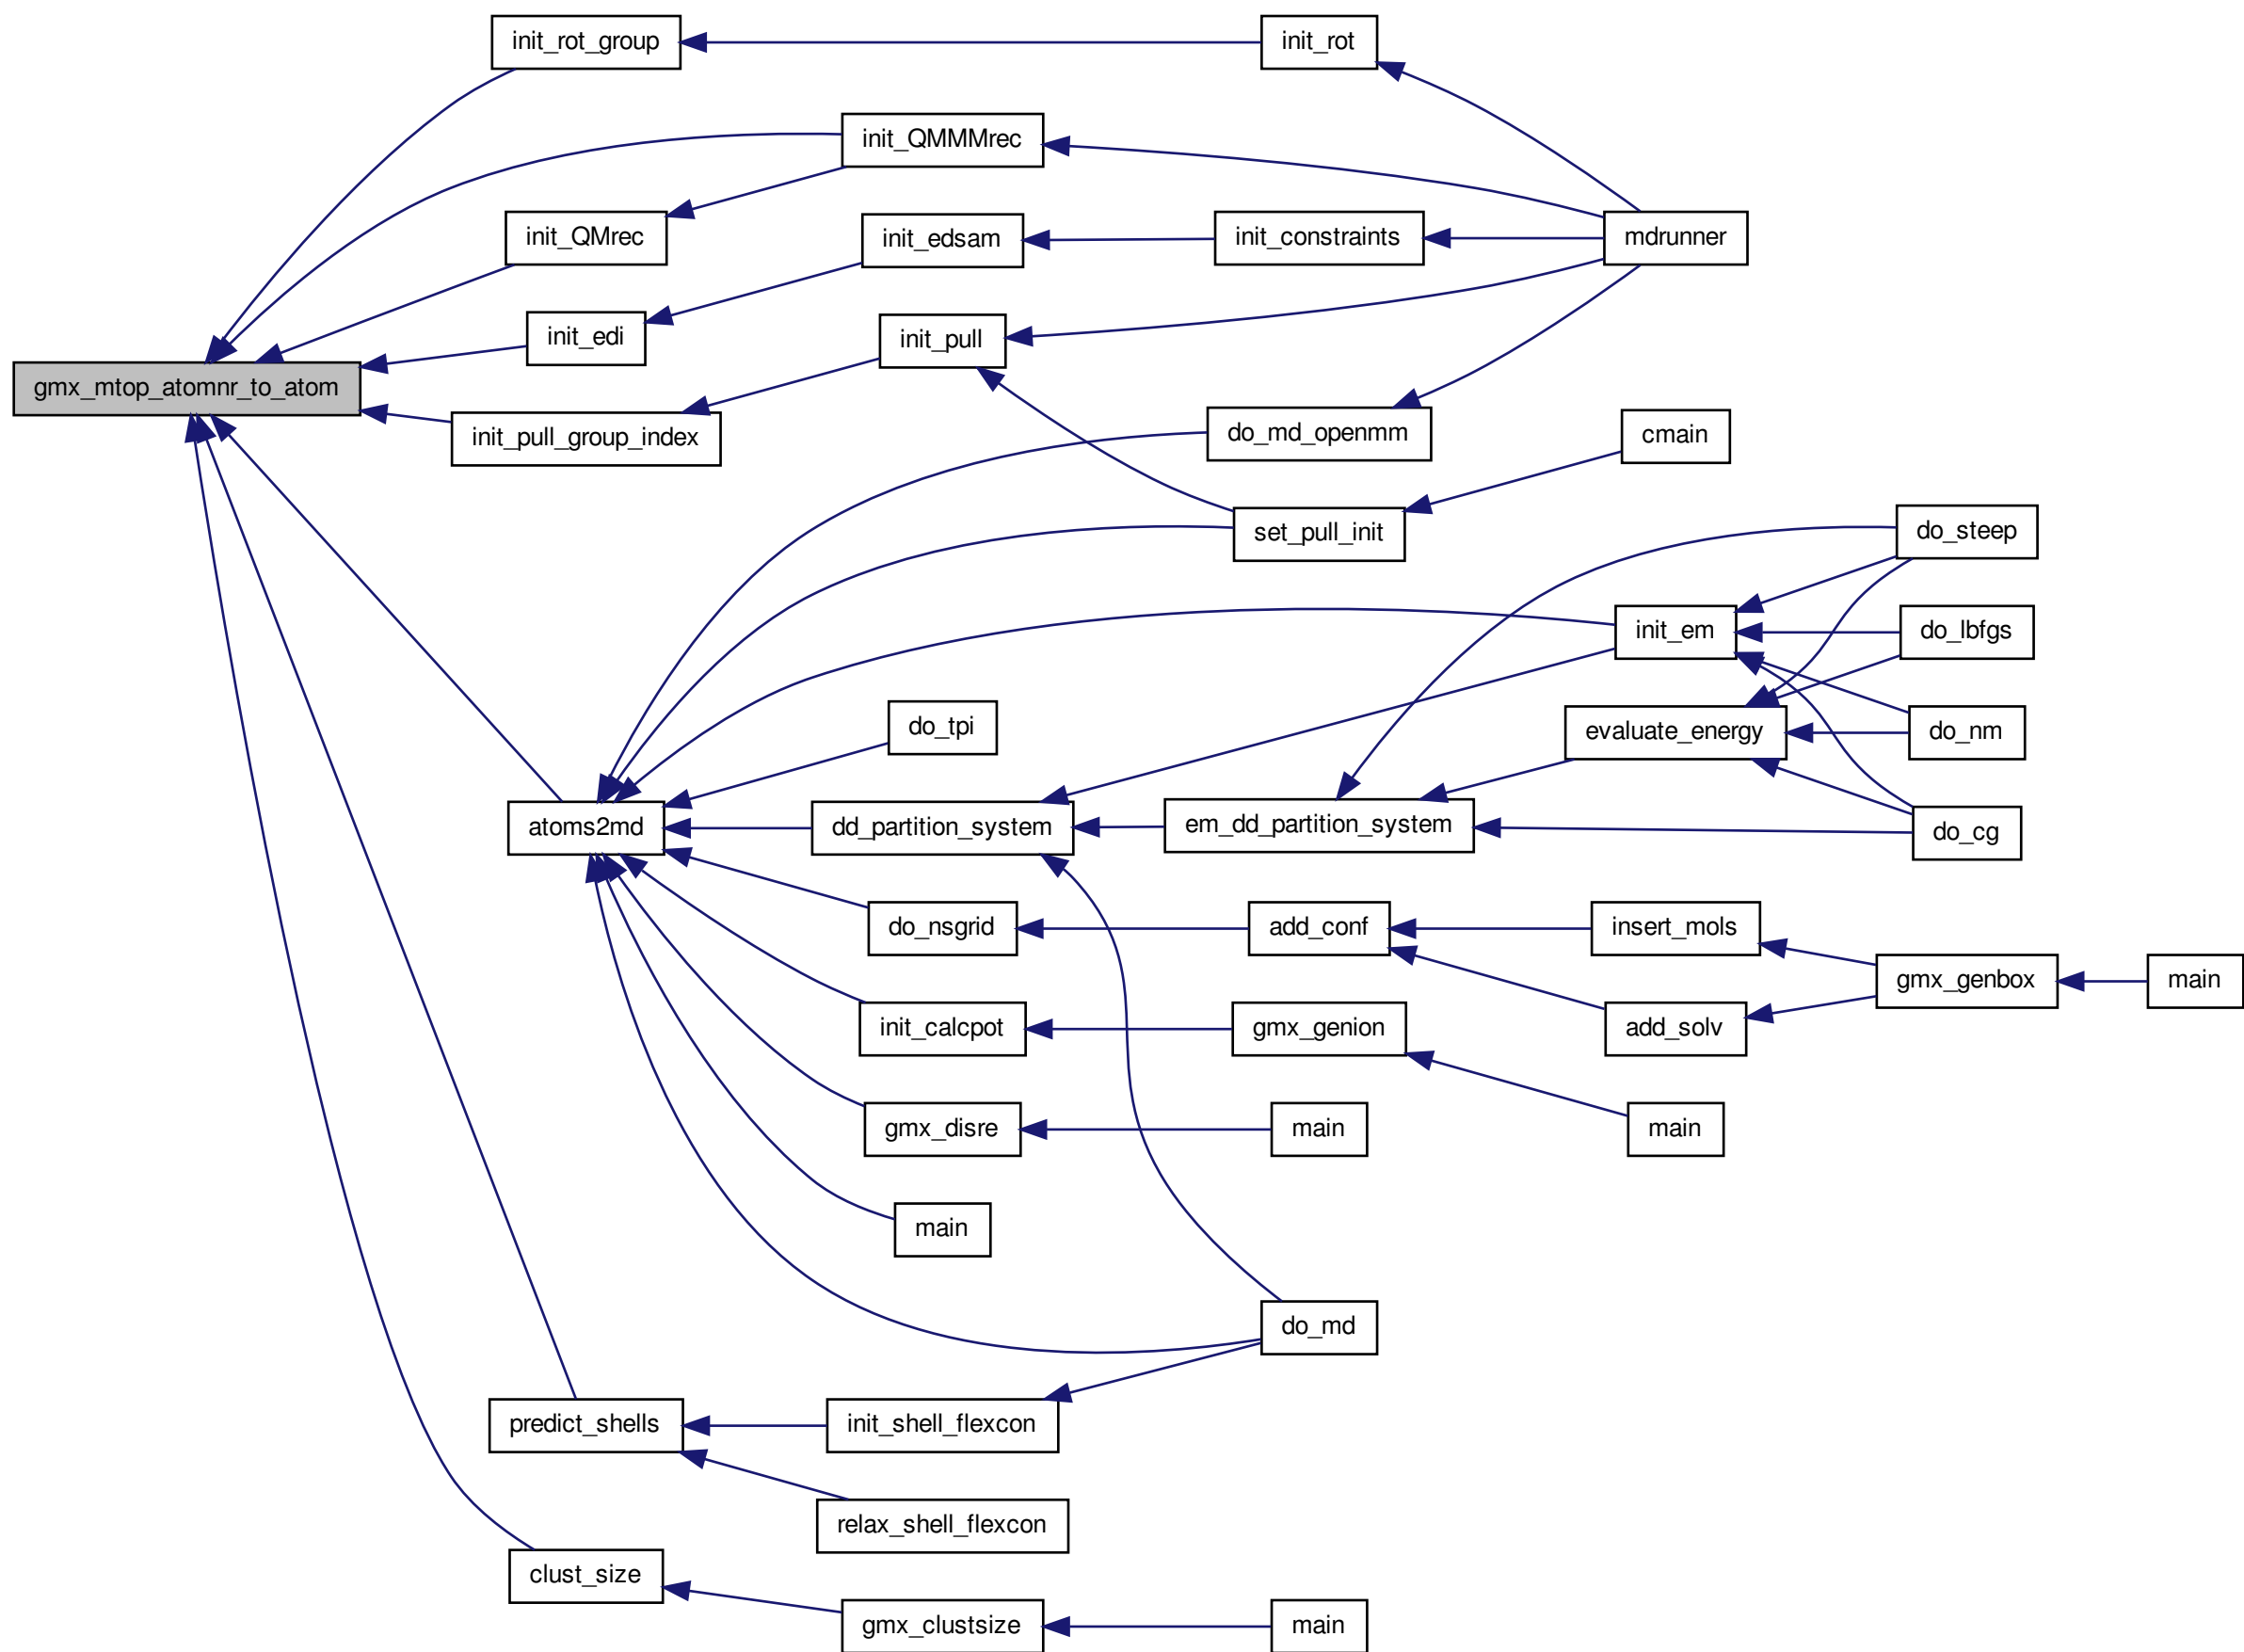 init_rot_group
init_rot
init_QMMMrec
init_QMrec
init_edsam
init_constraints
mdrunner
init_edi
init_pull
gmx_mtop_atomnr_to_atom
init_pull_group_index
do_md_openmm
cmain
set_pull_init
do_steep
init_em
do_lbfgs
do_tpi
evaluate_energy
do_nm
atoms2md
dd_partition_system
em_dd_partition_system
do_cg
do_nsgrid
add_conf
insert_mols
gmx_genbox
main
init_calcpot
gmx_genion
add_solv
gmx_disre
main
main
main
do_md
predict_shells
init_shell_flexcon
relax_shell_flexcon
clust_size
gmx_clustsize
main